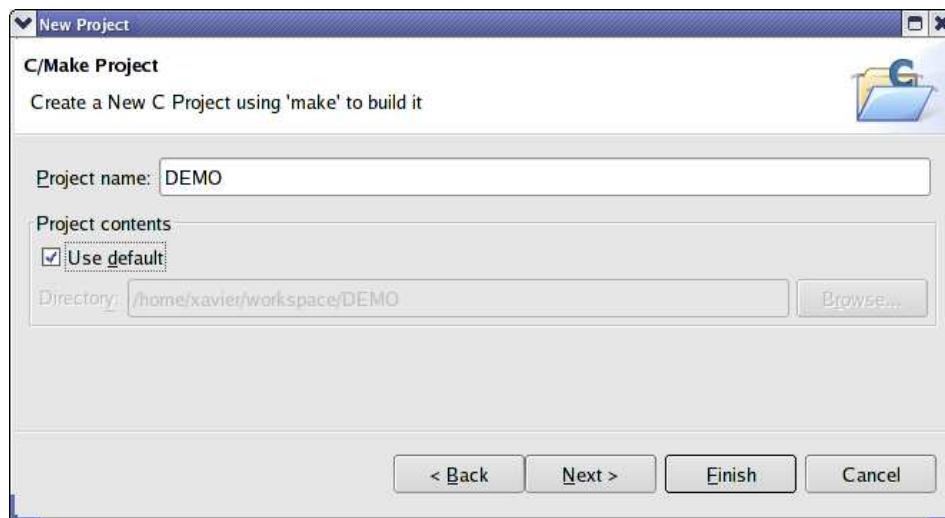 New Project
C/Make Project
Create a New C Project using 'make' to build it
C
Project name: DEMO
Project contents
Use default
Directory: /home/xavier/workspace/DEMO Browse...
< Back Next > Finish Cancel